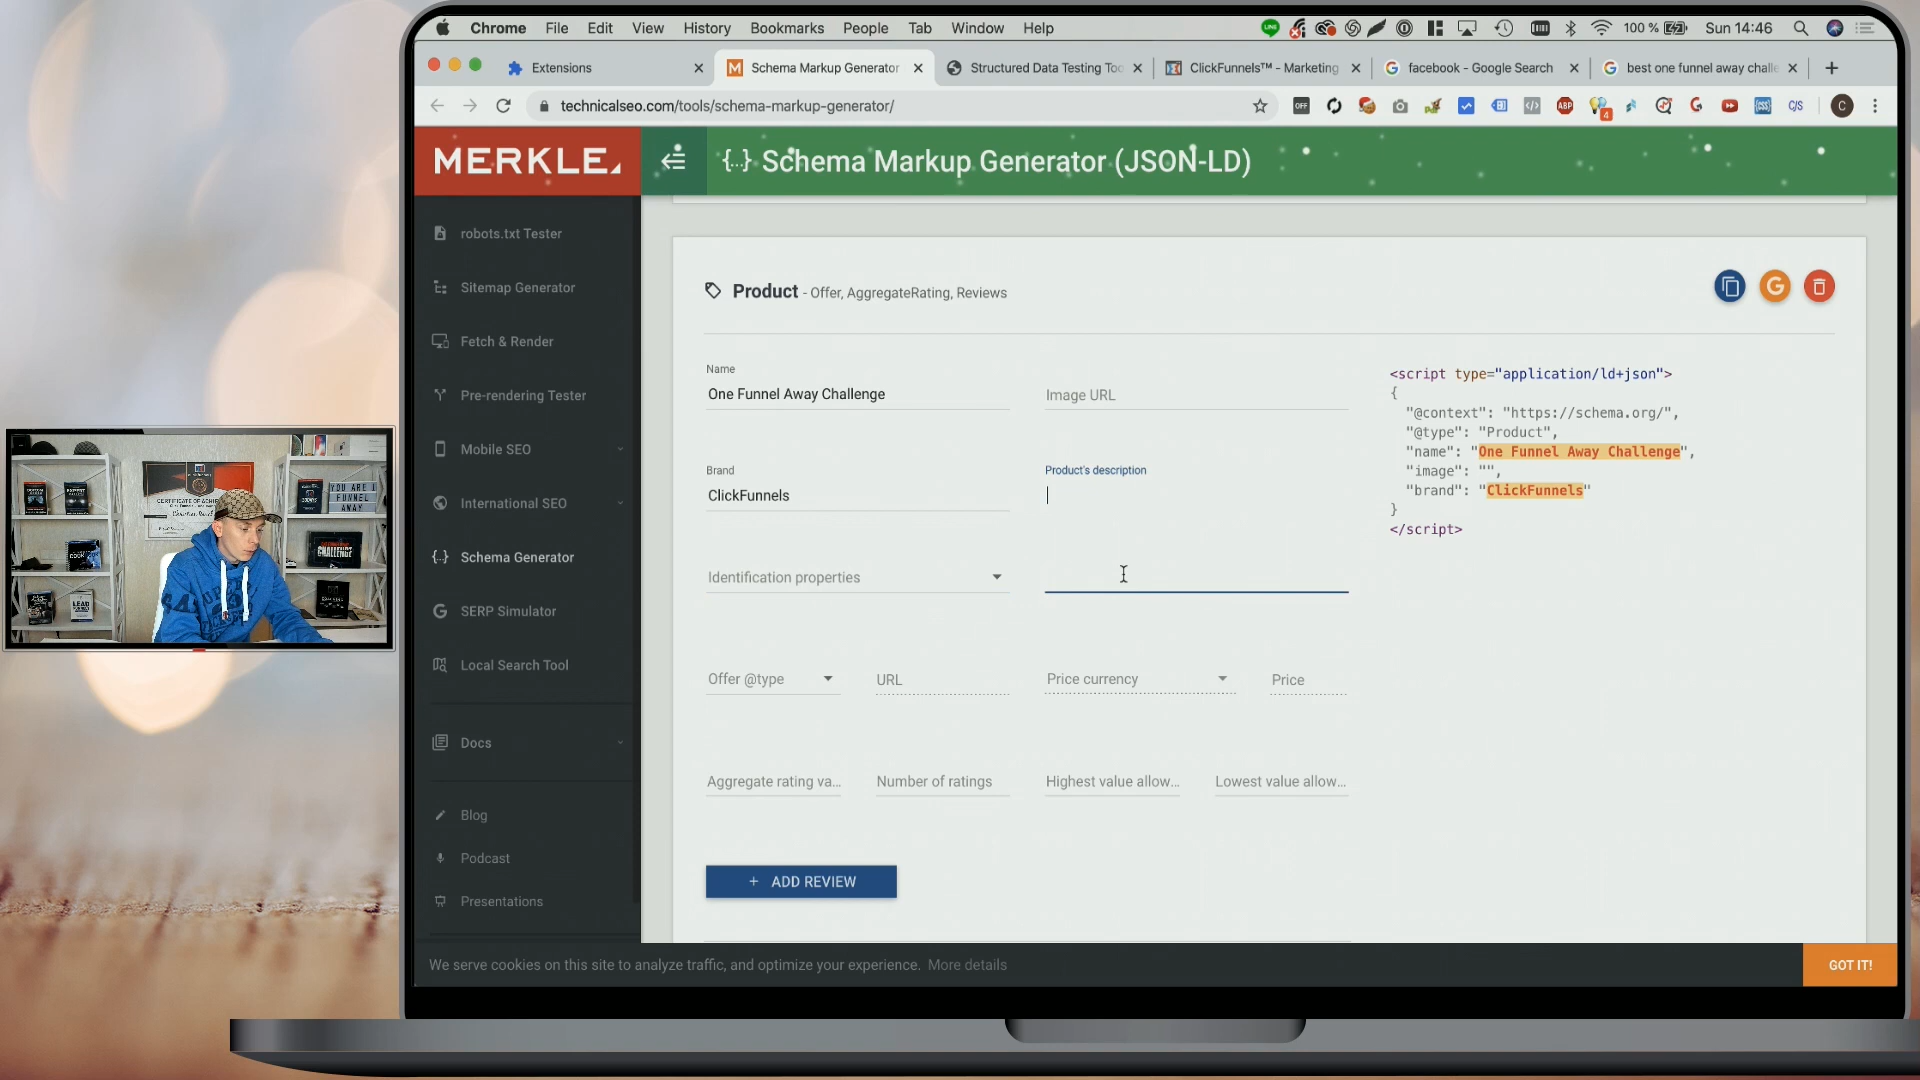 Chrome File Edit View History Bookmarks People Tab Window Help 100 % Sun 14:46
Extensions Schema Markup Generator Structured Data Testing Too ClickFunnels™ - Marketing facebook - Google Search best one funnel away challe
technicalseo.com/tools/schema-markup-generator/
MERKLE
{...} Schema Markup Generator (JSON-LD)
robots.txt Tester
Sitemap Generator
Fetch & Render
Pre-rendering Tester
Mobile SEO
International SEO
Schema Generator
SERP Simulator
Local Search Tool
Docs
Blog
Podcast
Presentations
Product - Offer, AggregateRating, Reviews
Name
One Funnel Away Challenge
Image URL
Brand
ClickFunnels
Product's description
Identification properties
Offer @type URL Price currency Price
Aggregate rating va... Number of ratings Highest value allow... Lowest value allow...
+ ADD REVIEW
<script type="application/ld+json">
{
"@context": "https://schema.org/",
"@type": "Product",
"name": "One Funnel Away Challenge",
"image": "",
"brand": "ClickFunnels"
}
</script>
We serve cookies on this site to analyze traffic, and optimize your experience. More details
GOT IT!
YOU ARE 1
FUNNEL
AWAY
CHALLENGE